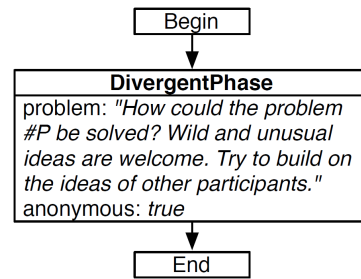 Begin
DivergentPhase
problem: "How could the problem
#P be solved? Wild and unusual
ideas are welcome. Try to build on
the ideas of other participants."
anonymous: true
End